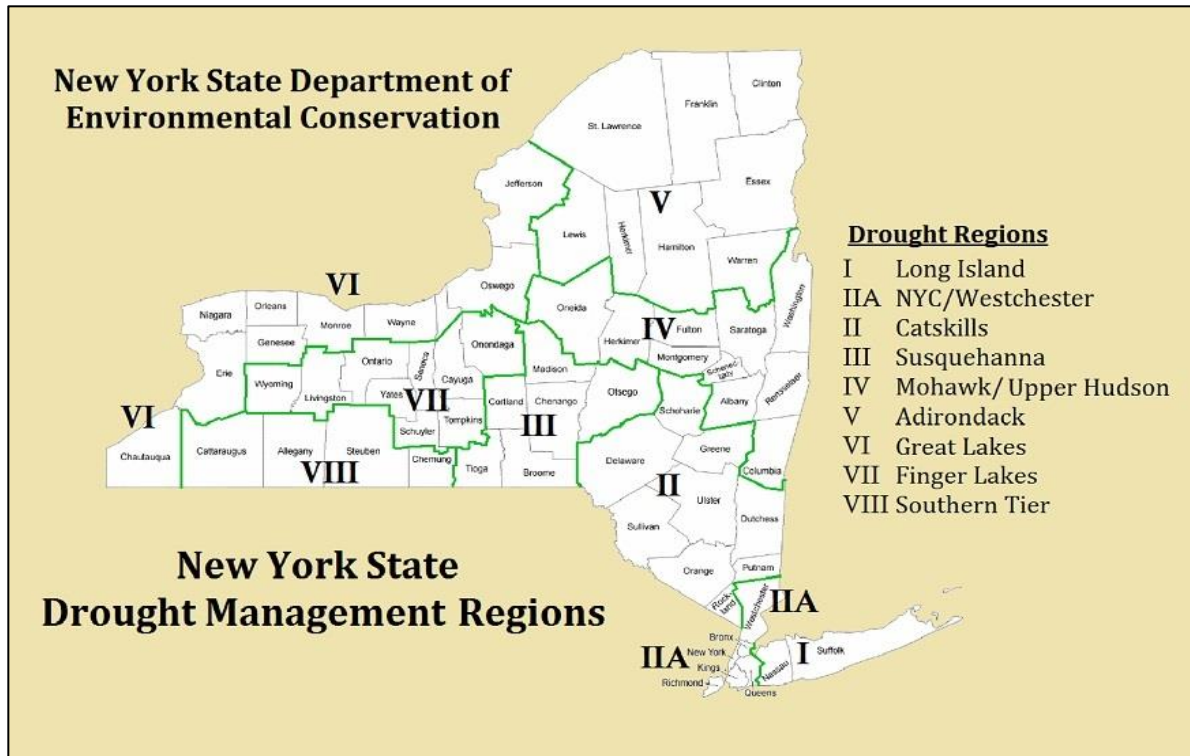 New York State Department of
Environmental Conservation
Clinton
Franklin
St. Lawrence
Essex
Jefferson
V
Lewis
Herkimer
Hamilton
Warren
Washington
VI
Oswego
Oneida
Niagara
Orleans
Monroe
Wayne
Genesee
IV
Herkimer
Fulton
Saratoga
Montgomery
Schenec-
tady
Erie
Wyoming
Livingston
Ontario
Seneca
Onondaga
Madison
Cayuga
Yates
VII
Cortland
Chenango
Otsego
Schoharie
Albany
Rensselaer
Schuyler
Tompkins
III
VI
Chautauqua
Cattaraugus
Allegany
Steuben
VIII
Chemung
Tioga
Broome
Delaware
Greene
Columbia
II
Ulster
Sullivan
Dutchess
Orange
Putnam
Rock-
land
Westchester
IIA
Bronx
New York
IIA
Kings
Richmond
Queens
Nassau
I
Suffolk
Drought Regions
I Long Island
IIA NYC/Westchester
II Catskills
III Susquehanna
IV Mohawk/ Upper Hudson
V Adirondack
VI Great Lakes
VII Finger Lakes
VIII Southern Tier
New York State
Drought Management Regions